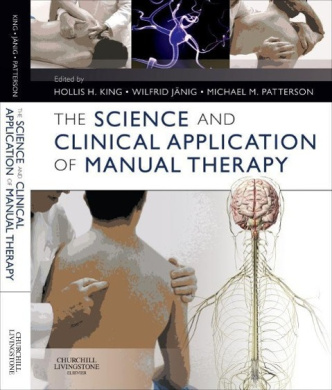 KING • JÄNIG • PATTERSON
THE SCIENCE AND CLINICAL
APPLICATION OF MANUAL THERAPY
CHURCHILL
LIVINGSTONE
ELSEVIER
Edited by
HOLLIS H. KING • WILFRID JÄNIG • MICHAEL M. PATTERSON
THE SCIENCE AND
CLINICAL APPLICATION
OF MANUAL THERAPY
CHURCHILL
LIVINGSTONE
ELSEVIER